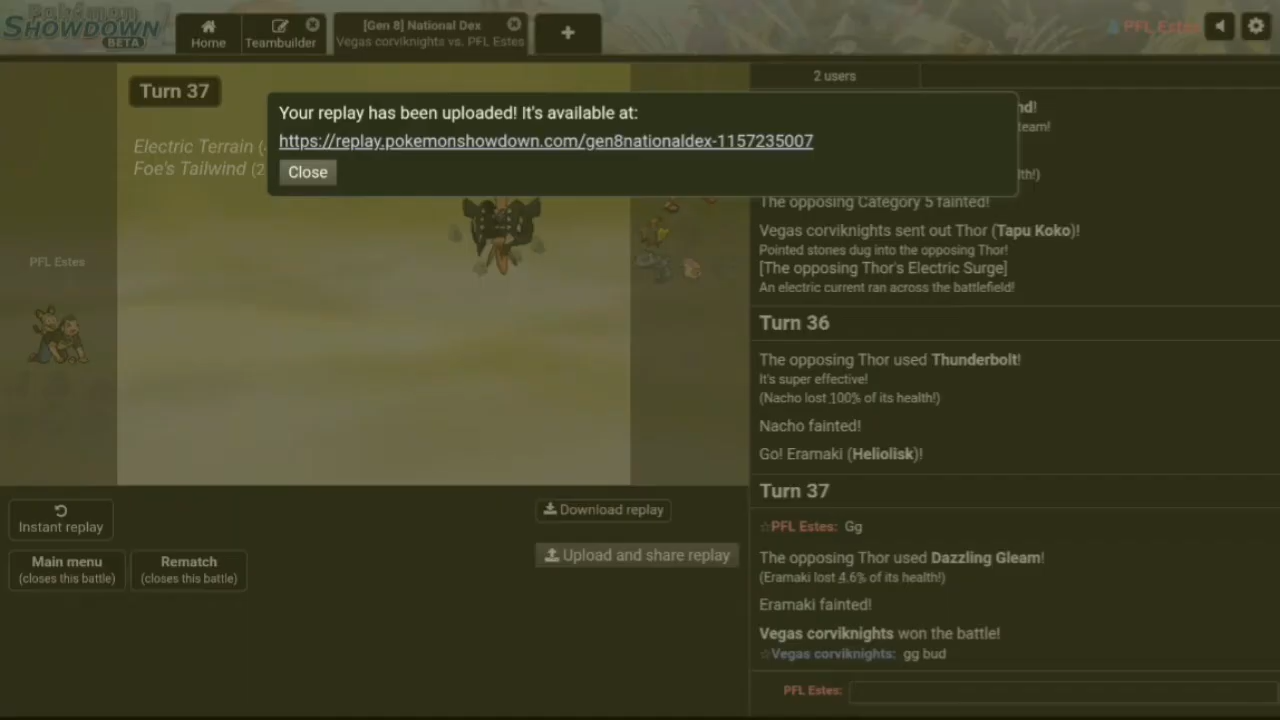 Pokémon
SHOWDOWN
BETA
Home
Teambuilder
[Gen 8] National Dex
Vegas corviknights vs. PFL Estes
+
PFL Estes
Turn 37
Electric Terrain
Foe's Tailwind (2
PFL Estes
Your replay has been uploaded! It's available at:
https://replay.pokemonshowdown.com/gen8nationaldex-1157235007
Close
Instant replay
Main menu
(closes this battle)
Rematch
(closes this battle)
Download replay
Upload and share replay
2 users
nd!
team!
lth!)
The opposing Category 5 fainted!
Vegas corviknights sent out Thor (Tapu Koko)!
Pointed stones dug into the opposing Thor!
[The opposing Thor's Electric Surge]
An electric current ran across the battlefield!
Turn 36
The opposing Thor used Thunderbolt!
It's super effective!
(Nacho lost 100% of its health!)
Nacho fainted!
Go! Eramaki (Heliolisk)!
Turn 37
☆PFL Estes: Gg
The opposing Thor used Dazzling Gleam!
(Eramaki lost 4.6% of its health!)
Eramaki fainted!
Vegas corviknights won the battle!
☆Vegas corviknights: gg bud
PFL Estes: